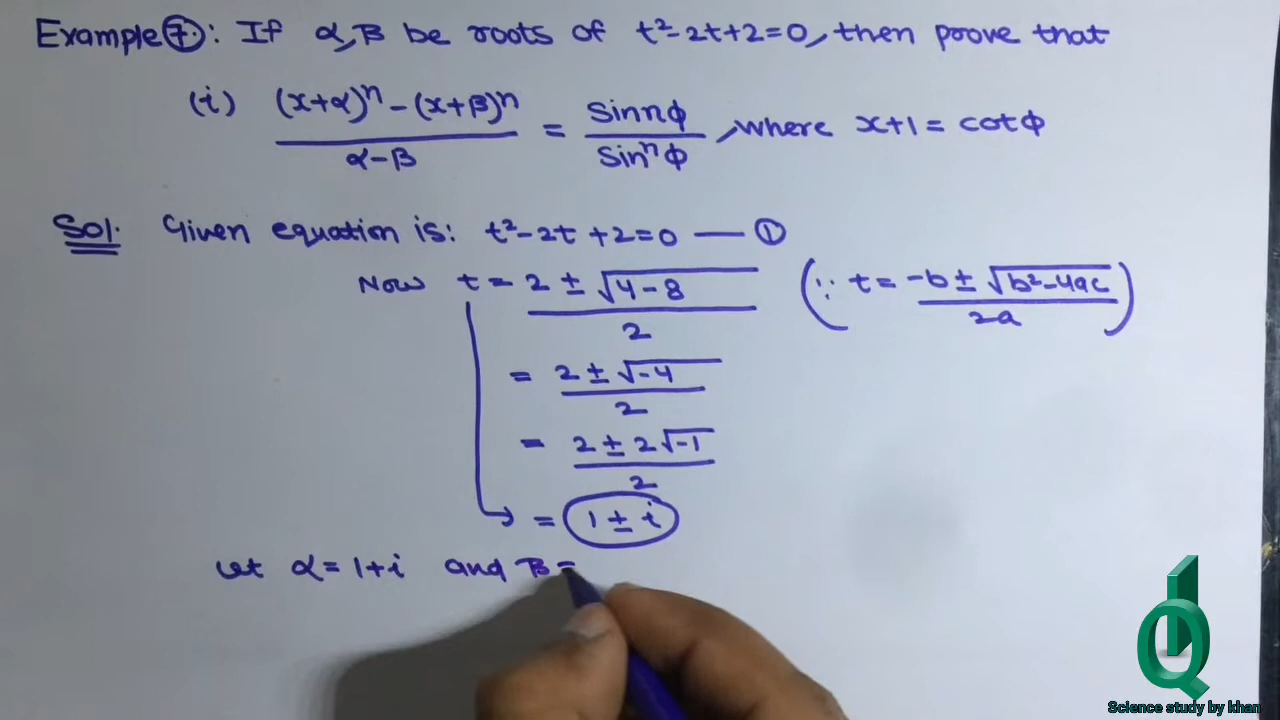 Example ⑦: If α, β be roots of t²-2t+2=0, then prove that
(i) (x+α)ⁿ-(x+β)ⁿ / α-β = Sin nϕ / Sinⁿϕ, where x+1 = cotϕ
Sol. Given equation is: t²-2t+2=0 — ①
Now t = 2 ± √4-8 / 2 (∵ t = -b ± √b²-4ac / 2a)
= 2 ± √-4 / 2
= 2 ± 2√-1 / 2
= 1 ± i
Let α = 1+i and β =
Science study by khan